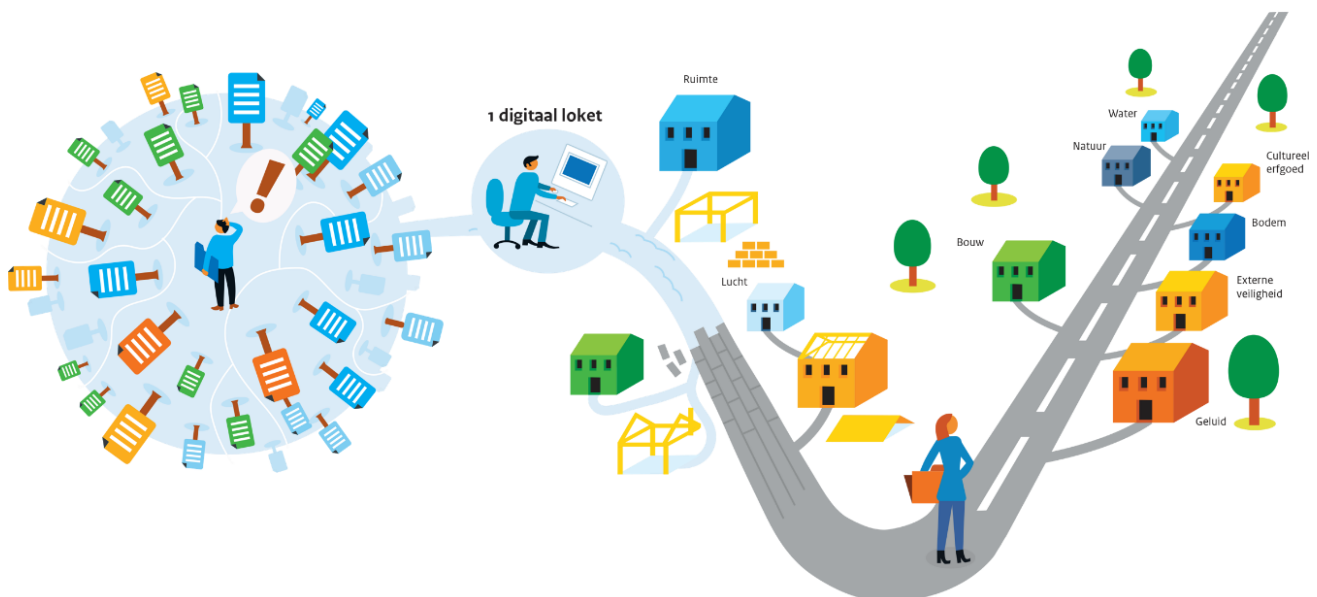 1 digitaal loket
Ruimte
Lucht
Bouw
Water
Natuur
Cultureel
erfgoed
Bodem
Externe
veiligheid
Geluid
!